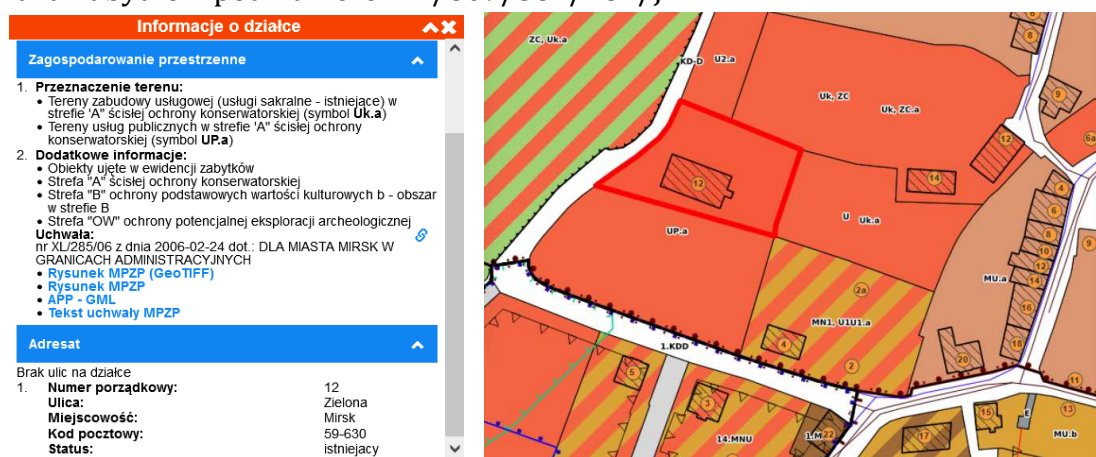 Informacje o działce
Zagospodarowanie przestrzenne
1. Przeznaczenie terenu:
• Tereny zabudowy usługowej (usługi sakralne - istniejące) w
strefie 'A" ścisłej ochrony konserwatorskiej (symbol Uk.a)
• Tereny usług publicznych w strefie 'A" ścisłej ochrony
konserwatorskiej (symbol UP.a)
2. Dodatkowe informacje:
• Obiekty ujęte w ewidencji zabytków
• Strefa "A" ścisłej ochrony konserwatorskiej
• Strefa "B" ochrony podstawowych wartości kulturowych b - obszar
w strefie B
• Strefa "OW" ochrony potencjalnej eksploracji archeologicznej
Uchwała:
nr XL/285/06 z dnia 2006-02-24 dot.: DLA MIASTA MIRSK W
GRANICACH ADMINISTRACYJNYCH
• Rysunek MPZP (GeoTIFF)
• Rysunek MPZP
• APP - GML
• Tekst uchwały MPZP
Adresat
Brak ulic na działce
1. Numer porządkowy: 12
Ulica: Zielona
Miejscowość: Mirsk
Kod pocztowy: 59-630
Status: istniejacy
ZC, Uk.a
KD-D
U2.a
8
Uk, ZC
Uk, ZC.a
9
12
6a
12
14
4
6
U
Uk.a
UP.a
8
9
10
12
MU.a
14
2a
16
MN1, U1U1.a
18
4
1.KDD
20
2
5
11
3
15
E
13
14.MNU
1.M
22
17
MU.b